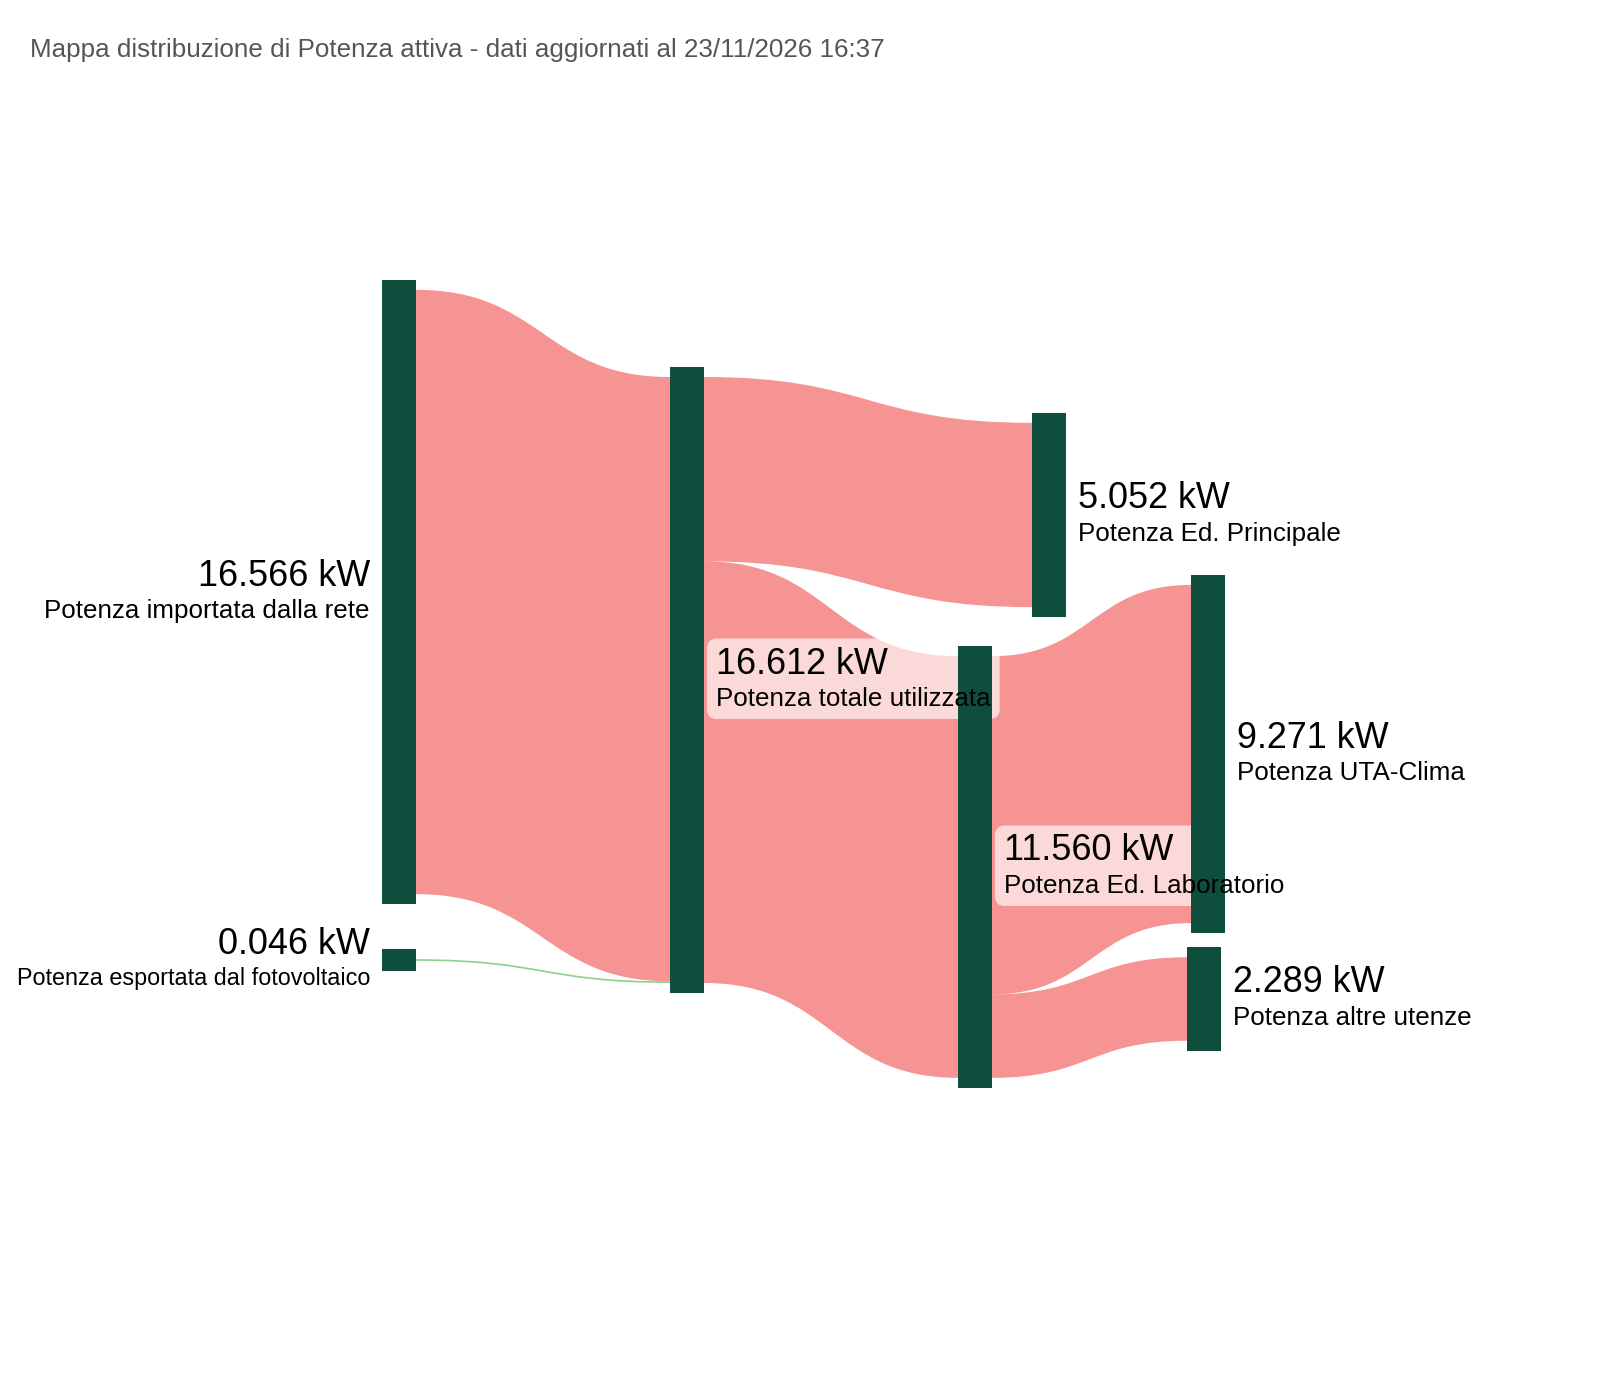 Mappa distribuzione di Potenza attiva - dati aggiornati al 23/11/2026 16:37
16.566 kW
Potenza importata dalla rete
0.046 kW
Potenza esportata dal fotovoltaico
16.612 kW
Potenza totale utilizzata
5.052 kW
Potenza Ed. Principale
11.560 kW
Potenza Ed. Laboratorio
9.271 kW
Potenza UTA-Clima
2.289 kW
Potenza altre utenze